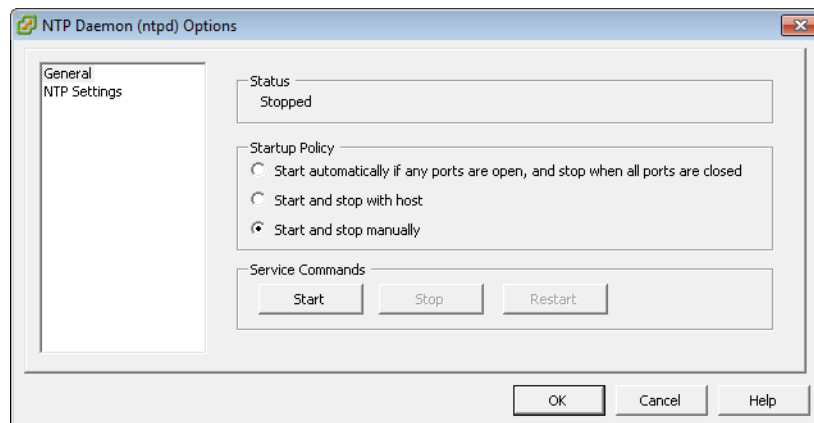 NTP Daemon (ntpd) Options
General
NTP Settings
Status
Stopped
Startup Policy
Start automatically if any ports are open, and stop when all ports are closed
Start and stop with host
Start and stop manually
Service Commands
Start Stop Restart
OK Cancel Help